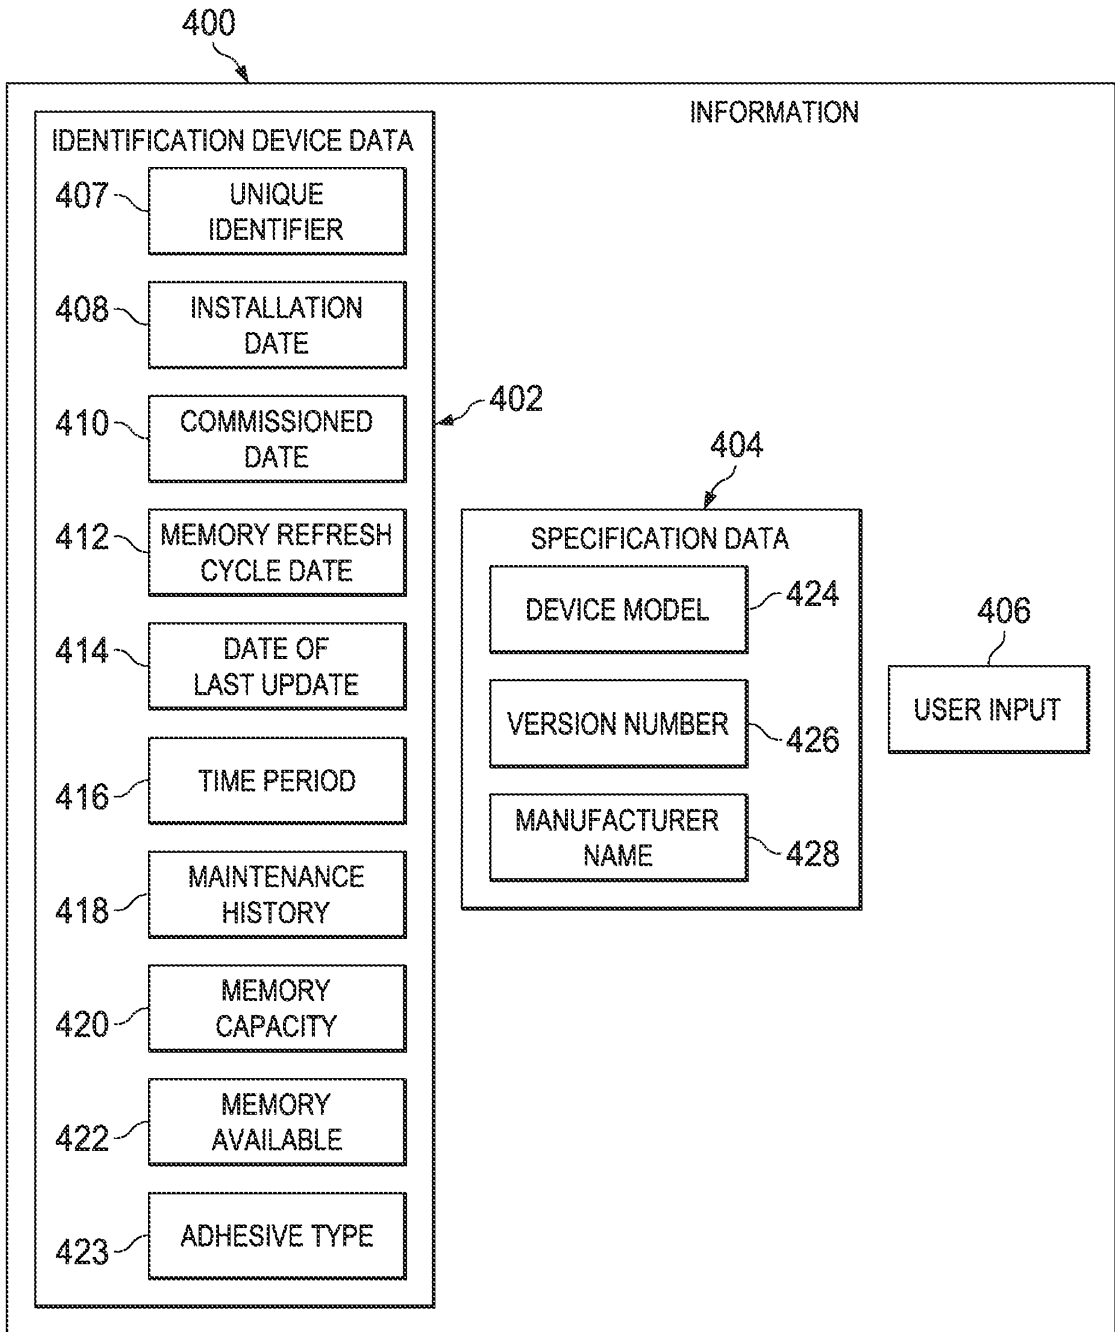 400
INFORMATION
IDENTIFICATION DEVICE DATA
407
UNIQUE
IDENTIFIER
408
INSTALLATION
DATE
410
COMMISSIONED
DATE
402
412
MEMORY REFRESH
CYCLE DATE
414
DATE OF
LAST UPDATE
416
TIME PERIOD
418
MAINTENANCE
HISTORY
420
MEMORY
CAPACITY
422
MEMORY
AVAILABLE
423
ADHESIVE TYPE
404
SPECIFICATION DATA
DEVICE MODEL
424
VERSION NUMBER
426
MANUFACTURER
NAME
428
406
USER INPUT